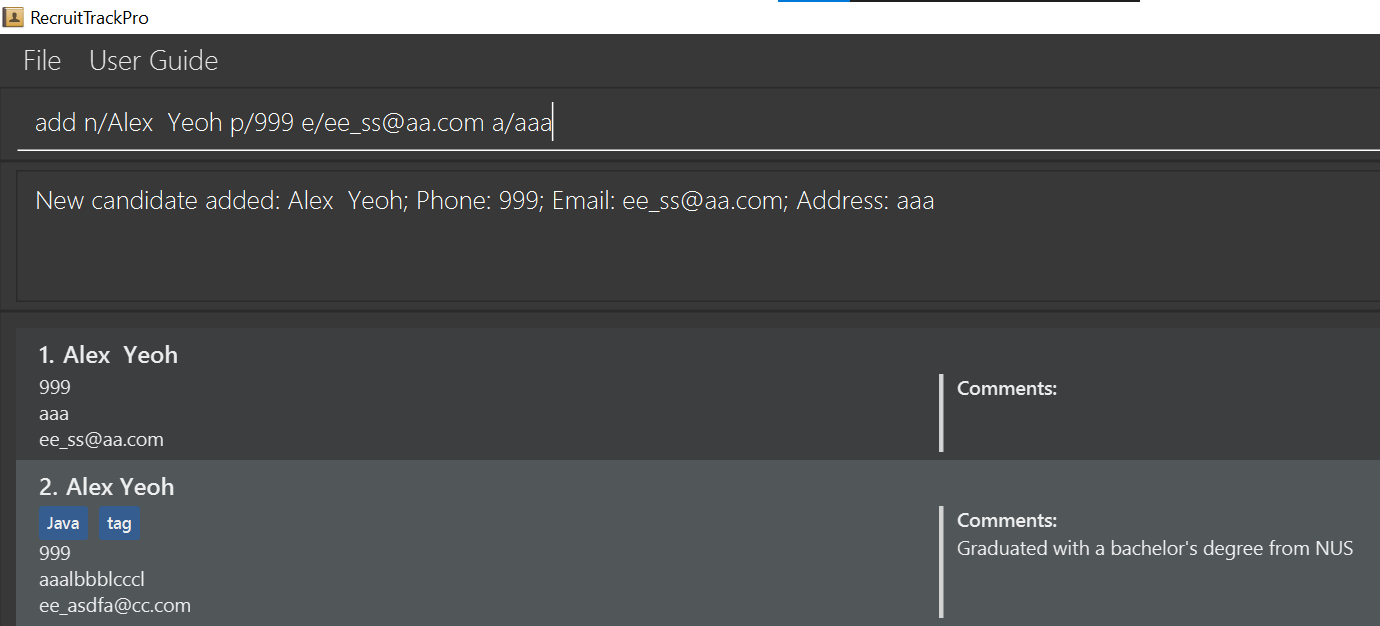 RecruitTrackPro
File User Guide
add n/Alex  Yeoh p/999 e/ee_ss@aa.com a/aaa
New candidate added: Alex  Yeoh; Phone: 999; Email: ee_ss@aa.com; Address: aaa
1. Alex  Yeoh
999
aaa
ee_ss@aa.com
Comments:
2. Alex Yeoh
Java tag
999
aaalbbblcccl
ee_asdfa@cc.com
Comments:
Graduated with a bachelor's degree from NUS